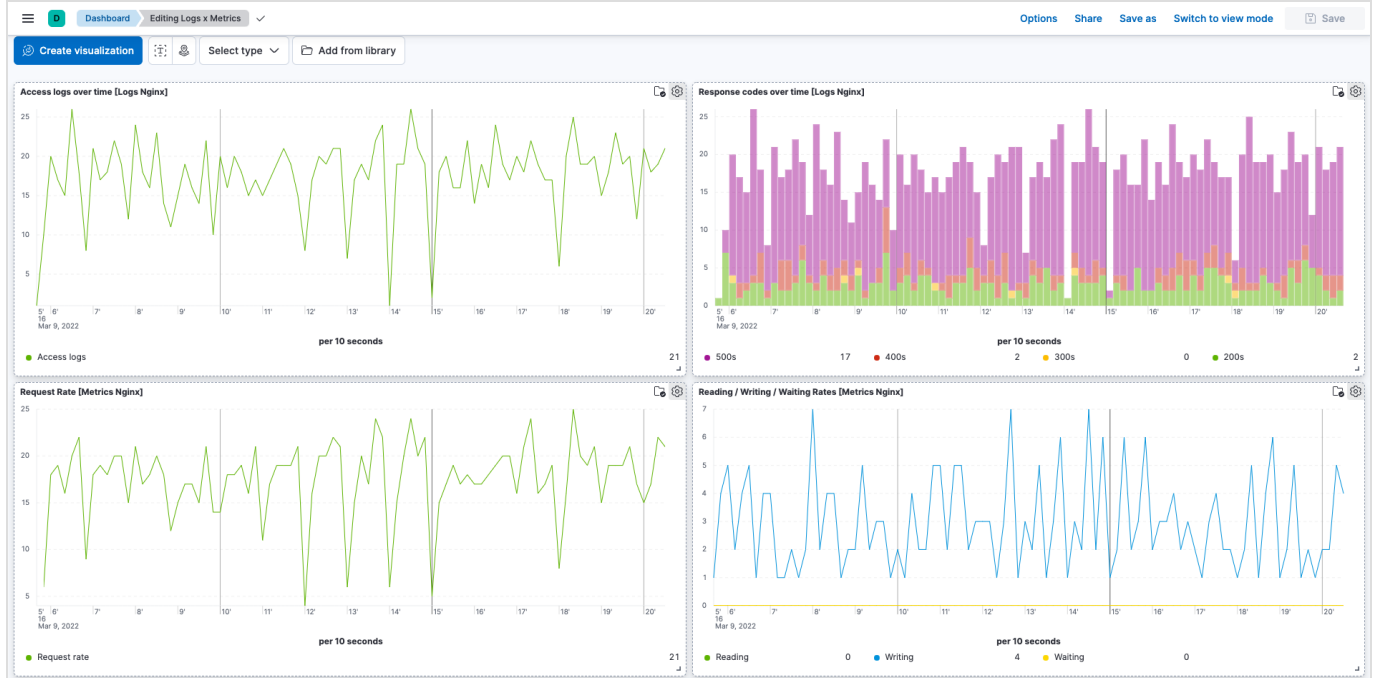 D Dashboard Editing Logs x Metrics Options Share Save as Switch to view mode Save
Create visualization Select type Add from library
Access logs over time [Logs Nginx]
25
20
15
10
5
5' 6' 7' 8' 9' 10' 11' 12' 13' 14' 15' 16' 17' 18' 19' 20'
16
Mar 9, 2022
per 10 seconds
Access logs 21
Response codes over time [Logs Nginx]
25
20
15
10
5
0
5' 6' 7' 8' 9' 10' 11' 12' 13' 14' 15' 16' 17' 18' 19' 20'
16
Mar 9, 2022
per 10 seconds
500s 17 400s 2 300s 0 200s 2
Request Rate [Metrics Nginx]
25
20
15
10
5
5' 6' 7' 8' 9' 10' 11' 12' 13' 14' 15' 16' 17' 18' 19' 20'
16
Mar 9, 2022
per 10 seconds
Request rate 21
Reading / Writing / Waiting Rates [Metrics Nginx]
7
6
5
4
3
2
1
0
5' 6' 7' 8' 9' 10' 11' 12' 13' 14' 15' 16' 17' 18' 19' 20'
16
Mar 9, 2022
per 10 seconds
Reading 0 Writing 4 Waiting 0